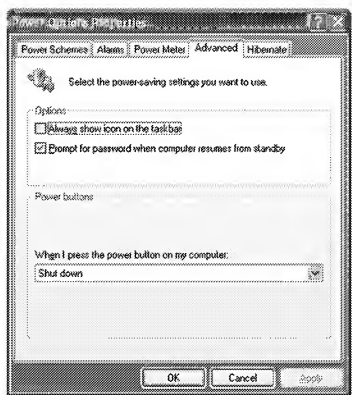 Power Options Properties
Power Schemes Alarms Power Meter Advanced Hibernate
Select the power-saving settings you want to use.
Options
Always show icon on the taskbar
Prompt for password when computer resumes from standby
Power buttons
When I press the power button on my computer:
Shut down
OK Cancel Apply